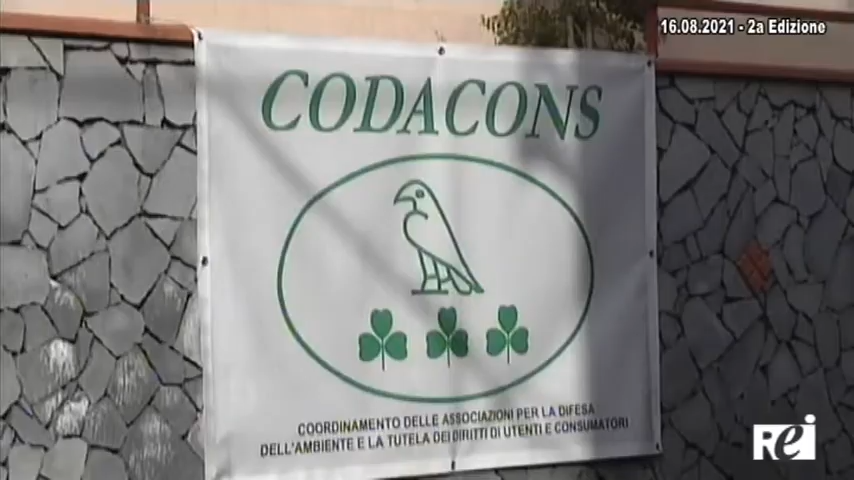 16.08.2021 - 2a Edizione
CODACONS
COORDINAMENTO DELLE ASSOCIAZIONI PER LA DIFESA
DELL'AMBIENTE E LA TUTELA DEI DIRITTI DI UTENTI E CONSUMATORI
REi